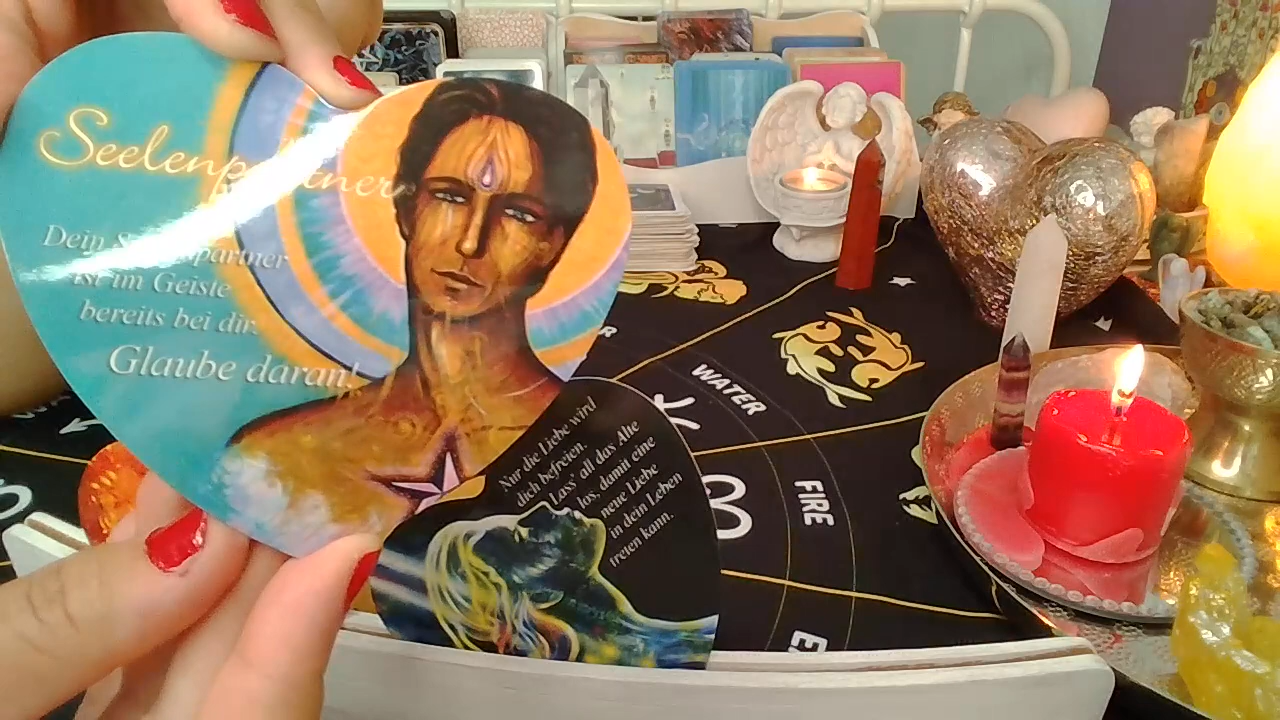 Seelenpartner
Dein Seelenpartner
ist im Geiste
bereits bei dir.
Glaube daran!
Nur die Liebe wird
dich befreien.
Lass' all das Alte
los, damit eine
neue Liebe
in dein Leben
treten kann.
WATER
FIRE